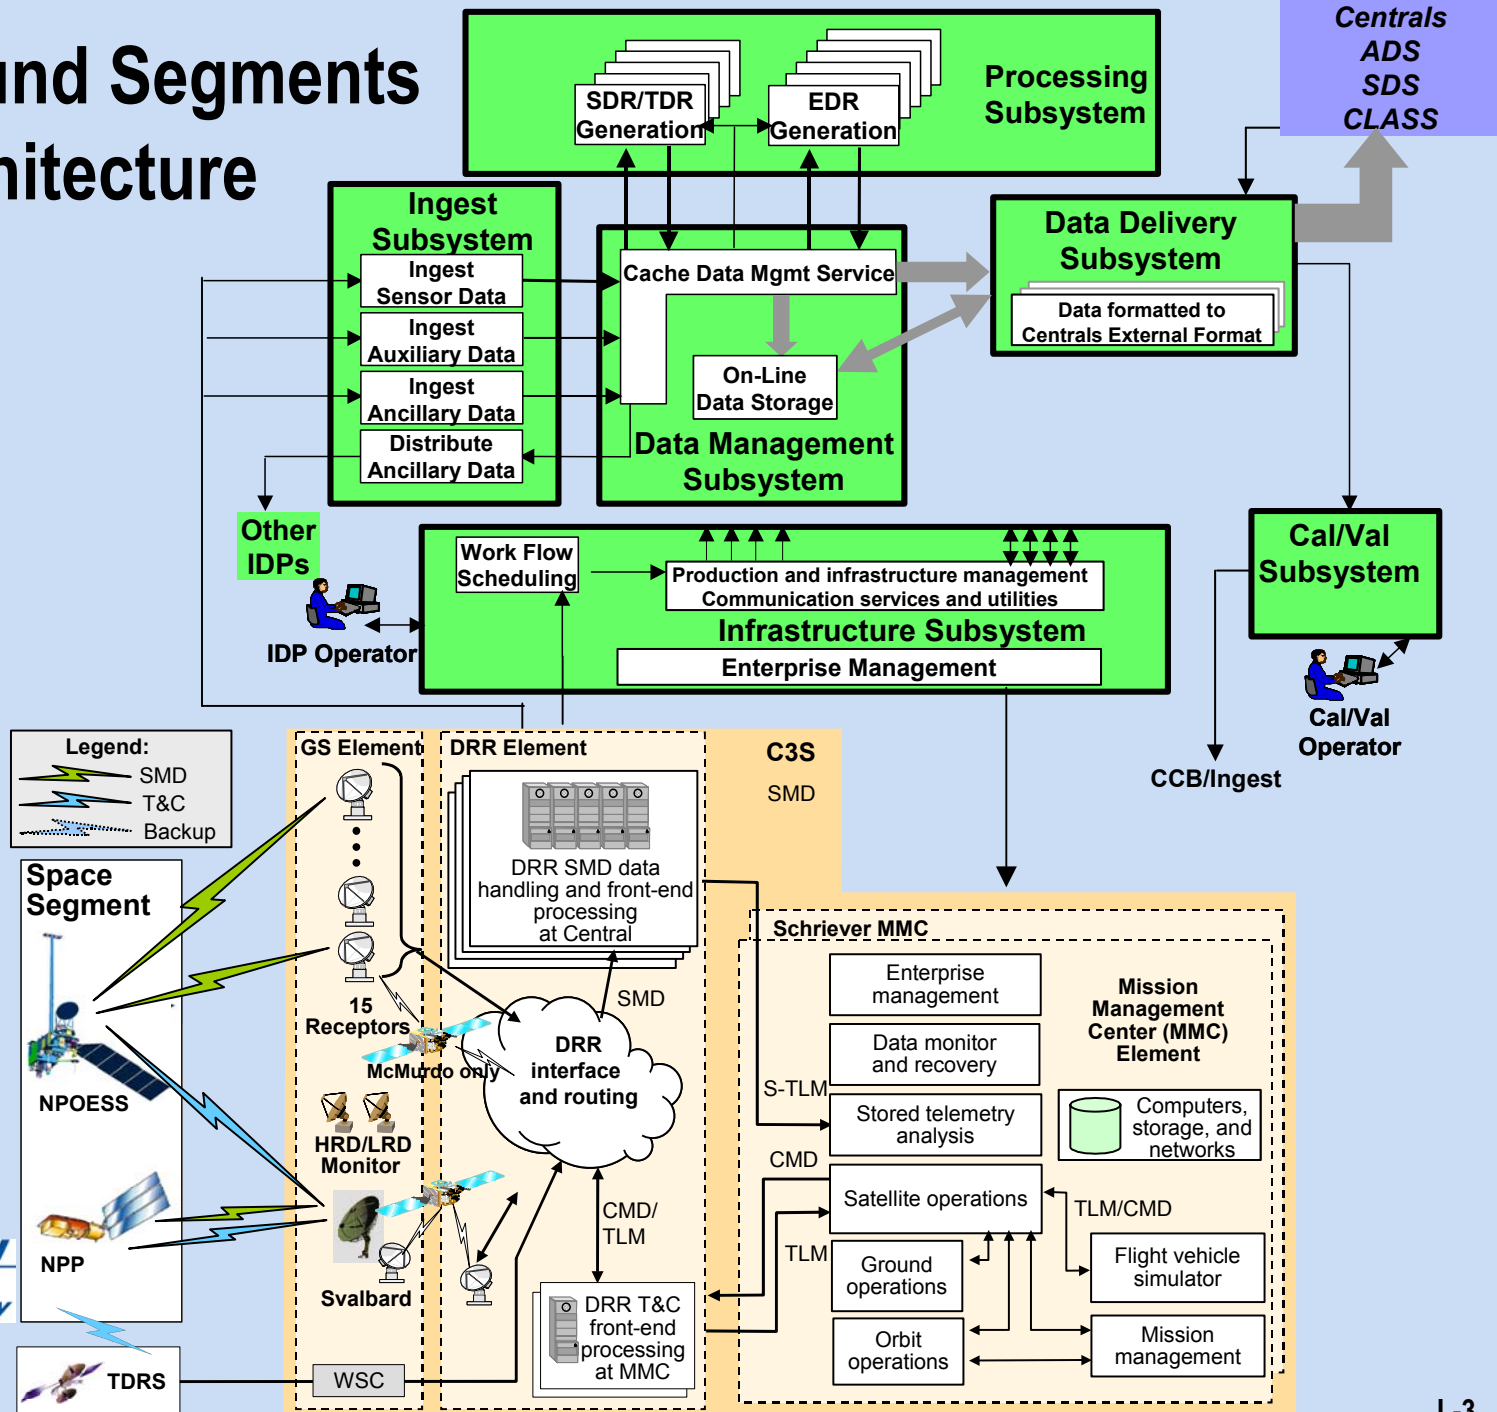 und Segments
hitecture
Centrals
ADS
SDS
CLASS
Processing
Subsystem
SDR/TDR
Generation
EDR
Generation
Ingest
Subsystem
Ingest
Sensor Data
Ingest
Auxiliary Data
Ingest
Ancillary Data
Distribute
Ancillary Data
Cache Data Mgmt Service
On-Line
Data Storage
Data Management
Subsystem
Data Delivery
Subsystem
Data formatted to
Centrals External Format
Other
IDPs
IDP Operator
Work Flow
Scheduling
Production and infrastructure management
Communication services and utilities
Infrastructure Subsystem
Enterprise Management
Cal/Val
Subsystem
Cal/Val
Operator
CCB/Ingest
Legend:
SMD
T&C
Backup
Space
Segment
NPOESS
NPP
TDRS
GS Element
15
Receptors
McMurdo only
HRD/LRD
Monitor
Svalbard
WSC
DRR Element
DRR SMD data
handling and front-end
processing
at Central
SMD
DRR
interface
and routing
CMD/
TLM
DRR T&C
front-end
processing
at MMC
C3S
SMD
Schriever MMC
Enterprise
management
Data monitor
and recovery
S-TLM
Stored telemetry
analysis
CMD
Satellite operations
TLM
Ground
operations
Orbit
operations
Mission
Management
Center (MMC)
Element
Computers,
storage, and
networks
TLM/CMD
Flight vehicle
simulator
Mission
management
L-3